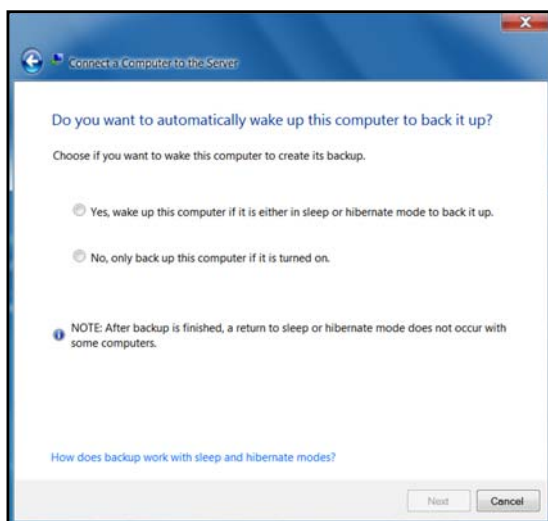 Connect a Computer to the Server
Do you want to automatically wake up this computer to back it up?
Choose if you want to wake this computer to create its backup.
Yes, wake up this computer if it is either in sleep or hibernate mode to back it up.
No, only back up this computer if it is turned on.
NOTE: After backup is finished, a return to sleep or hibernate mode does not occur with
some computers.
How does backup work with sleep and hibernate modes?
Next Cancel